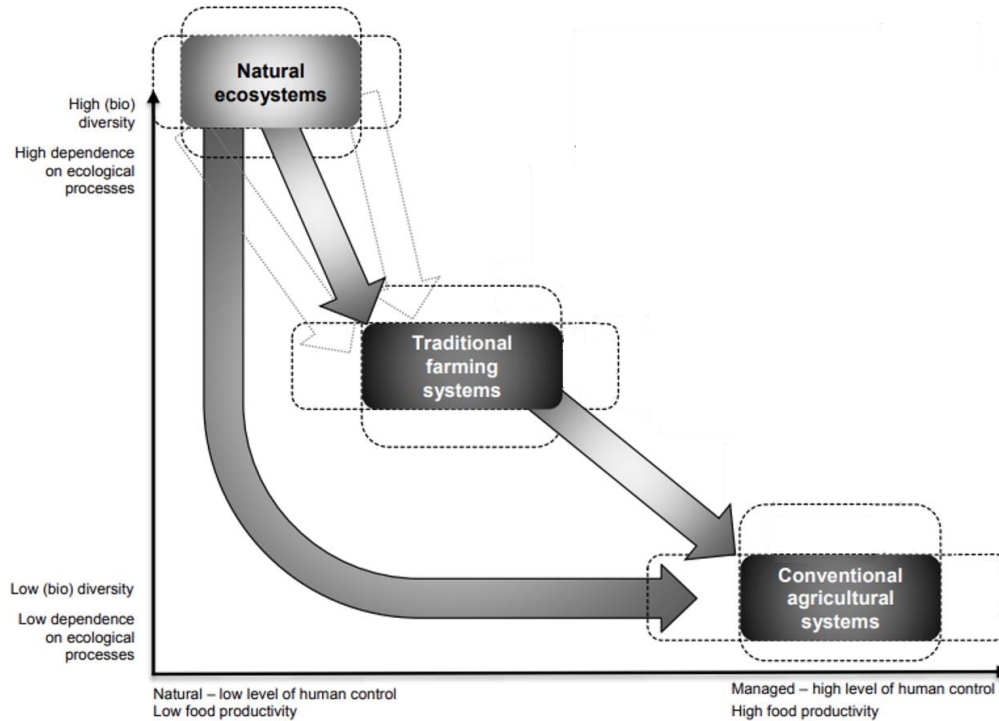 Natural
ecosystems
High (bio)
diversity
High dependence
on ecological
processes
Traditional
farming
systems
Conventional
agricultural
systems
Low (bio) diversity
Low dependence
on ecological
processes
Natural – low level of human control
Low food productivity
Managed – high level of human control
High food productivity